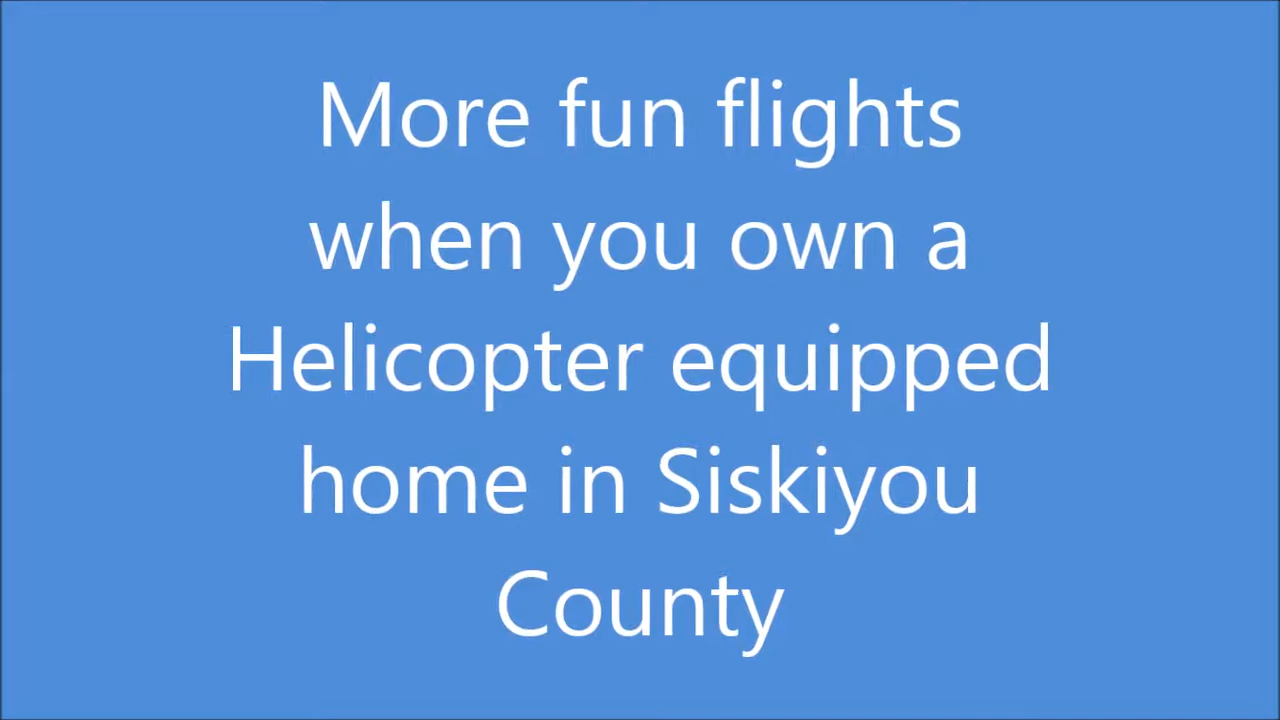 More fun flights
when you own a
Helicopter equipped
home in Siskiyou
County